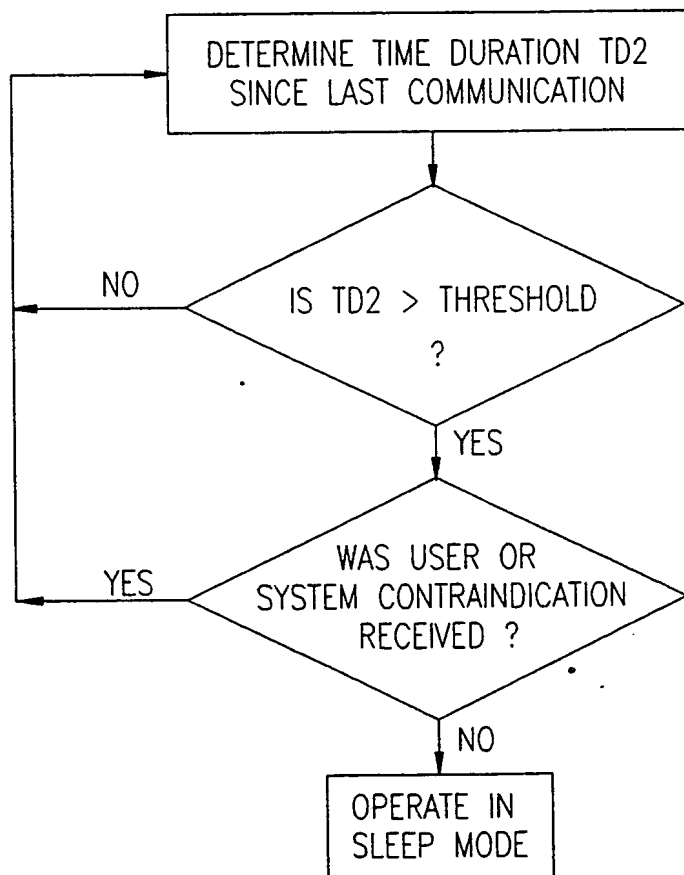 DETERMINE TIME DURATION TD2
SINCE LAST COMMUNICATION
NO
IS TD2 > THRESHOLD
?
YES
WAS USER OR
SYSTEM CONTRAINDICATION
RECEIVED ?
YES
NO
OPERATE IN
SLEEP MODE